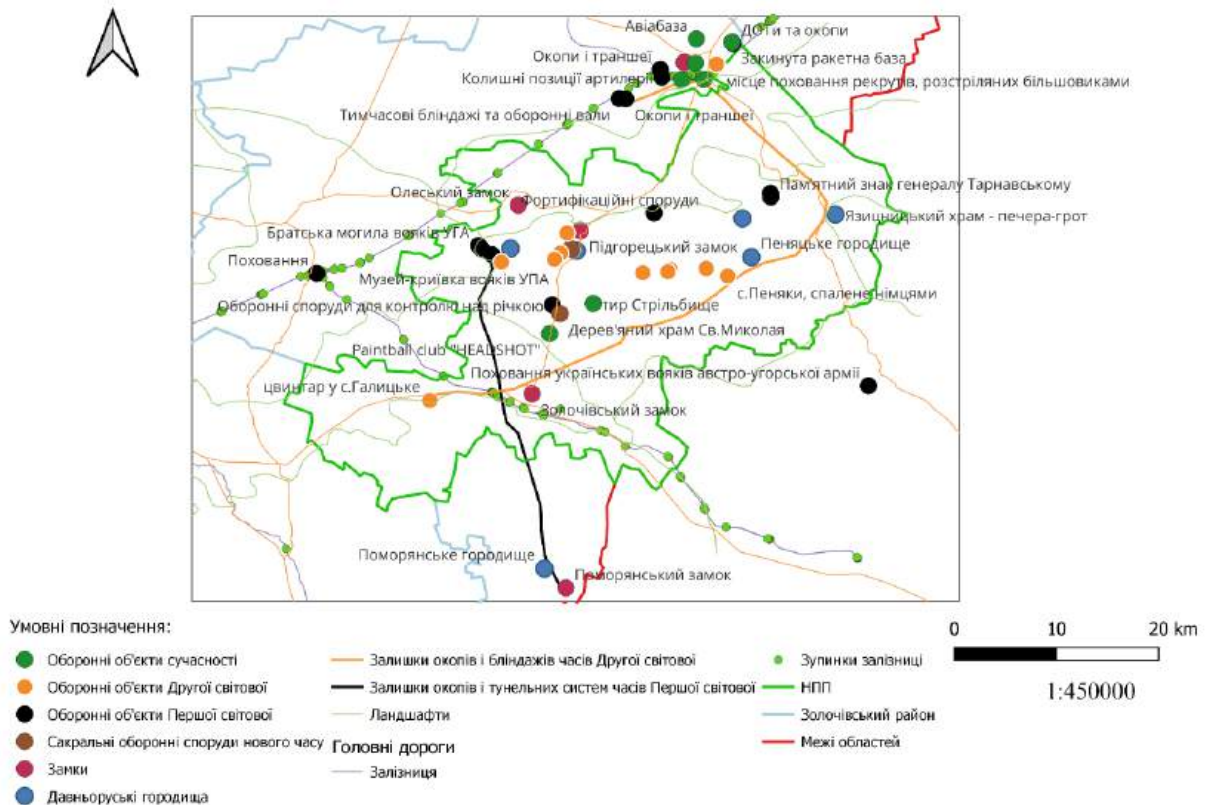 Авіабаза
ДОТи та окопи
Окопи і траншеї
Закинута ракетна база
Колишні позиції артилерії
місце поховання рекрутів, розстріляних більшовиками
Тимчасові бліндажі та оборонні вали
Окопи і траншеї
Пам'ятний знак генералу Тарнавському
Олеський замок
Фортифікаційні споруди
Язичницький храм - печера-грот
Братська могила вояків УГА
Підгорецький замок
Пеняцьке городище
Поховання
Музей-криївка вояків УПА
с.Пеняки, спалене німцями
Оборонні споруди для контролю над річкою
тир Стрільбище
Дерев'яний храм Св.Миколая
Paintball club "HEADSHOT"
Поховання українських вояків австро-угорської армії
цвинтар у с.Галицьке
Золочівський замок
Поморянське городище
Поморянський замок
Умовні позначення:
Оборонні об'єкти сучасності
Оборонні об'єкти Другої світової
Оборонні об'єкти Першої світової
Сакральні оборонні споруди нового часу
Замки
Давньоруські городища
Залишки окопів і бліндажів часів Другої світової
Залишки окопів і тунельних систем часів Першої світової
Ландшафти
Головні дороги
Залізниця
Зупинки залізниці
НПП
Золочівський район
Межі областей
0 10 20 km
1:450000